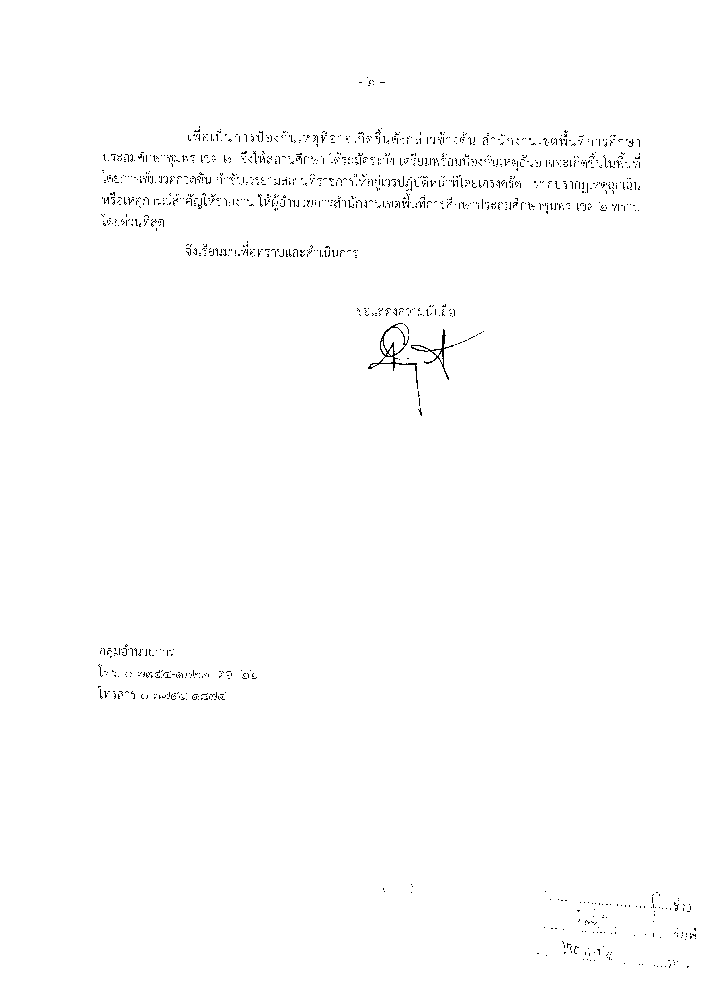 - ๒ –
เพื่อเป็นการป้องกันเหตุที่อาจเกิดขึ้นดังกล่าวข้างต้น สำนักงานเขตพื้นที่การศึกษา
ประถมศึกษาชุมพร เขต ๒ จึงให้สถานศึกษา ได้ระมัดระวัง เตรียมพร้อมป้องกันเหตุอันอาจจะเกิดขึ้นในพื้นที่
โดยการเข้มงวดกวดขัน กำชับเวรยามสถานที่ราชการให้อยู่เวรปฏิบัติหน้าที่โดยเคร่งครัด หากปรากฏเหตุฉุกเฉิน
หรือเหตุการณ์สำคัญให้รายงาน ให้ผู้อำนวยการสำนักงานเขตพื้นที่การศึกษาประถมศึกษาชุมพร เขต ๒ ทราบ
โดยด่วนที่สุด
จึงเรียนมาเพื่อทราบและดำเนินการ
ขอแสดงความนับถือ
กลุ่มอำนวยการ
โทร. ๐-๗๗๕๔-๑๒๒๒ ต่อ ๒๒
โทรสาร ๐-๗๗๕๔-๑๘๗๔
ร่าง
พิมพ์